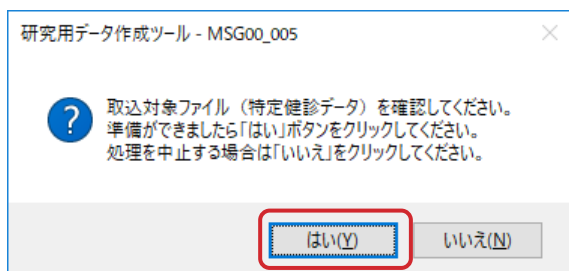 研究用データ作成ツール - MSG00_005
取込対象ファイル（特定健診データ）を確認してください。
準備ができましたら「はい」ボタンをクリックしてください。
処理を中止する場合は「いいえ」をクリックしてください。
はい(Y) いいえ(N)